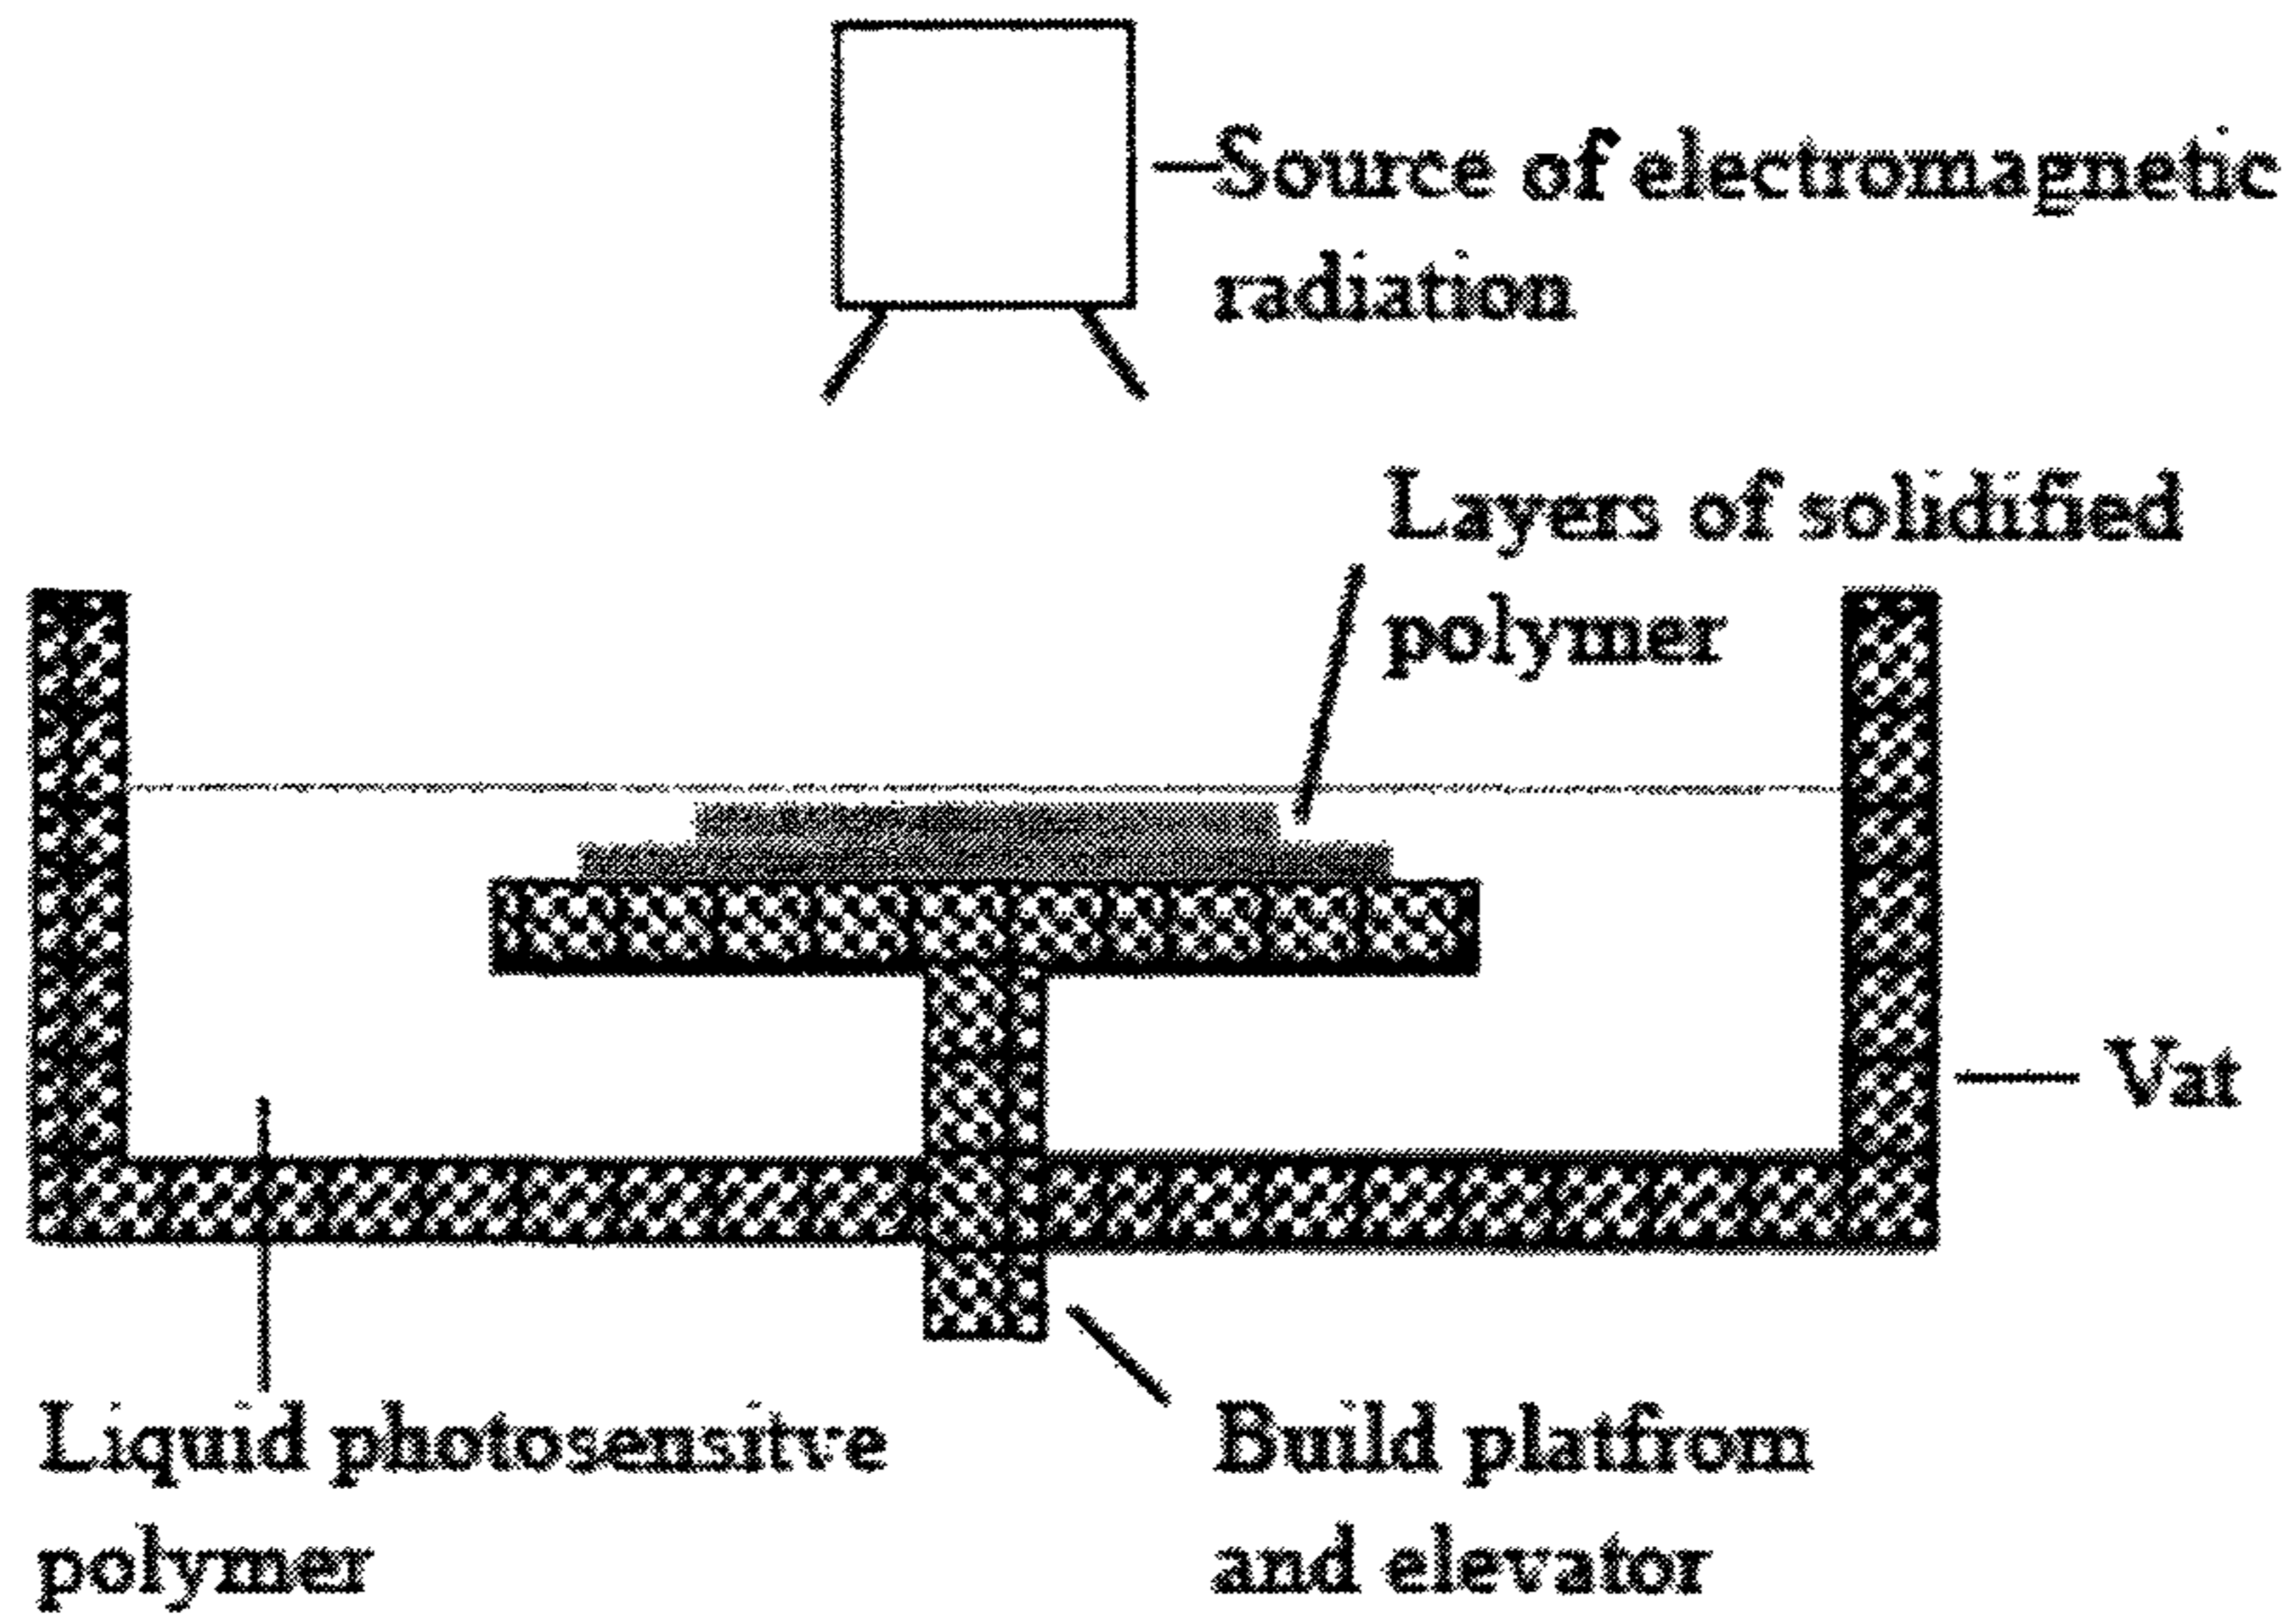 Source of electromagnetic
radiation
Layers of solidified
polymer
Vat
Liquid photosensitve
polymer
Build platfrom
and elevator